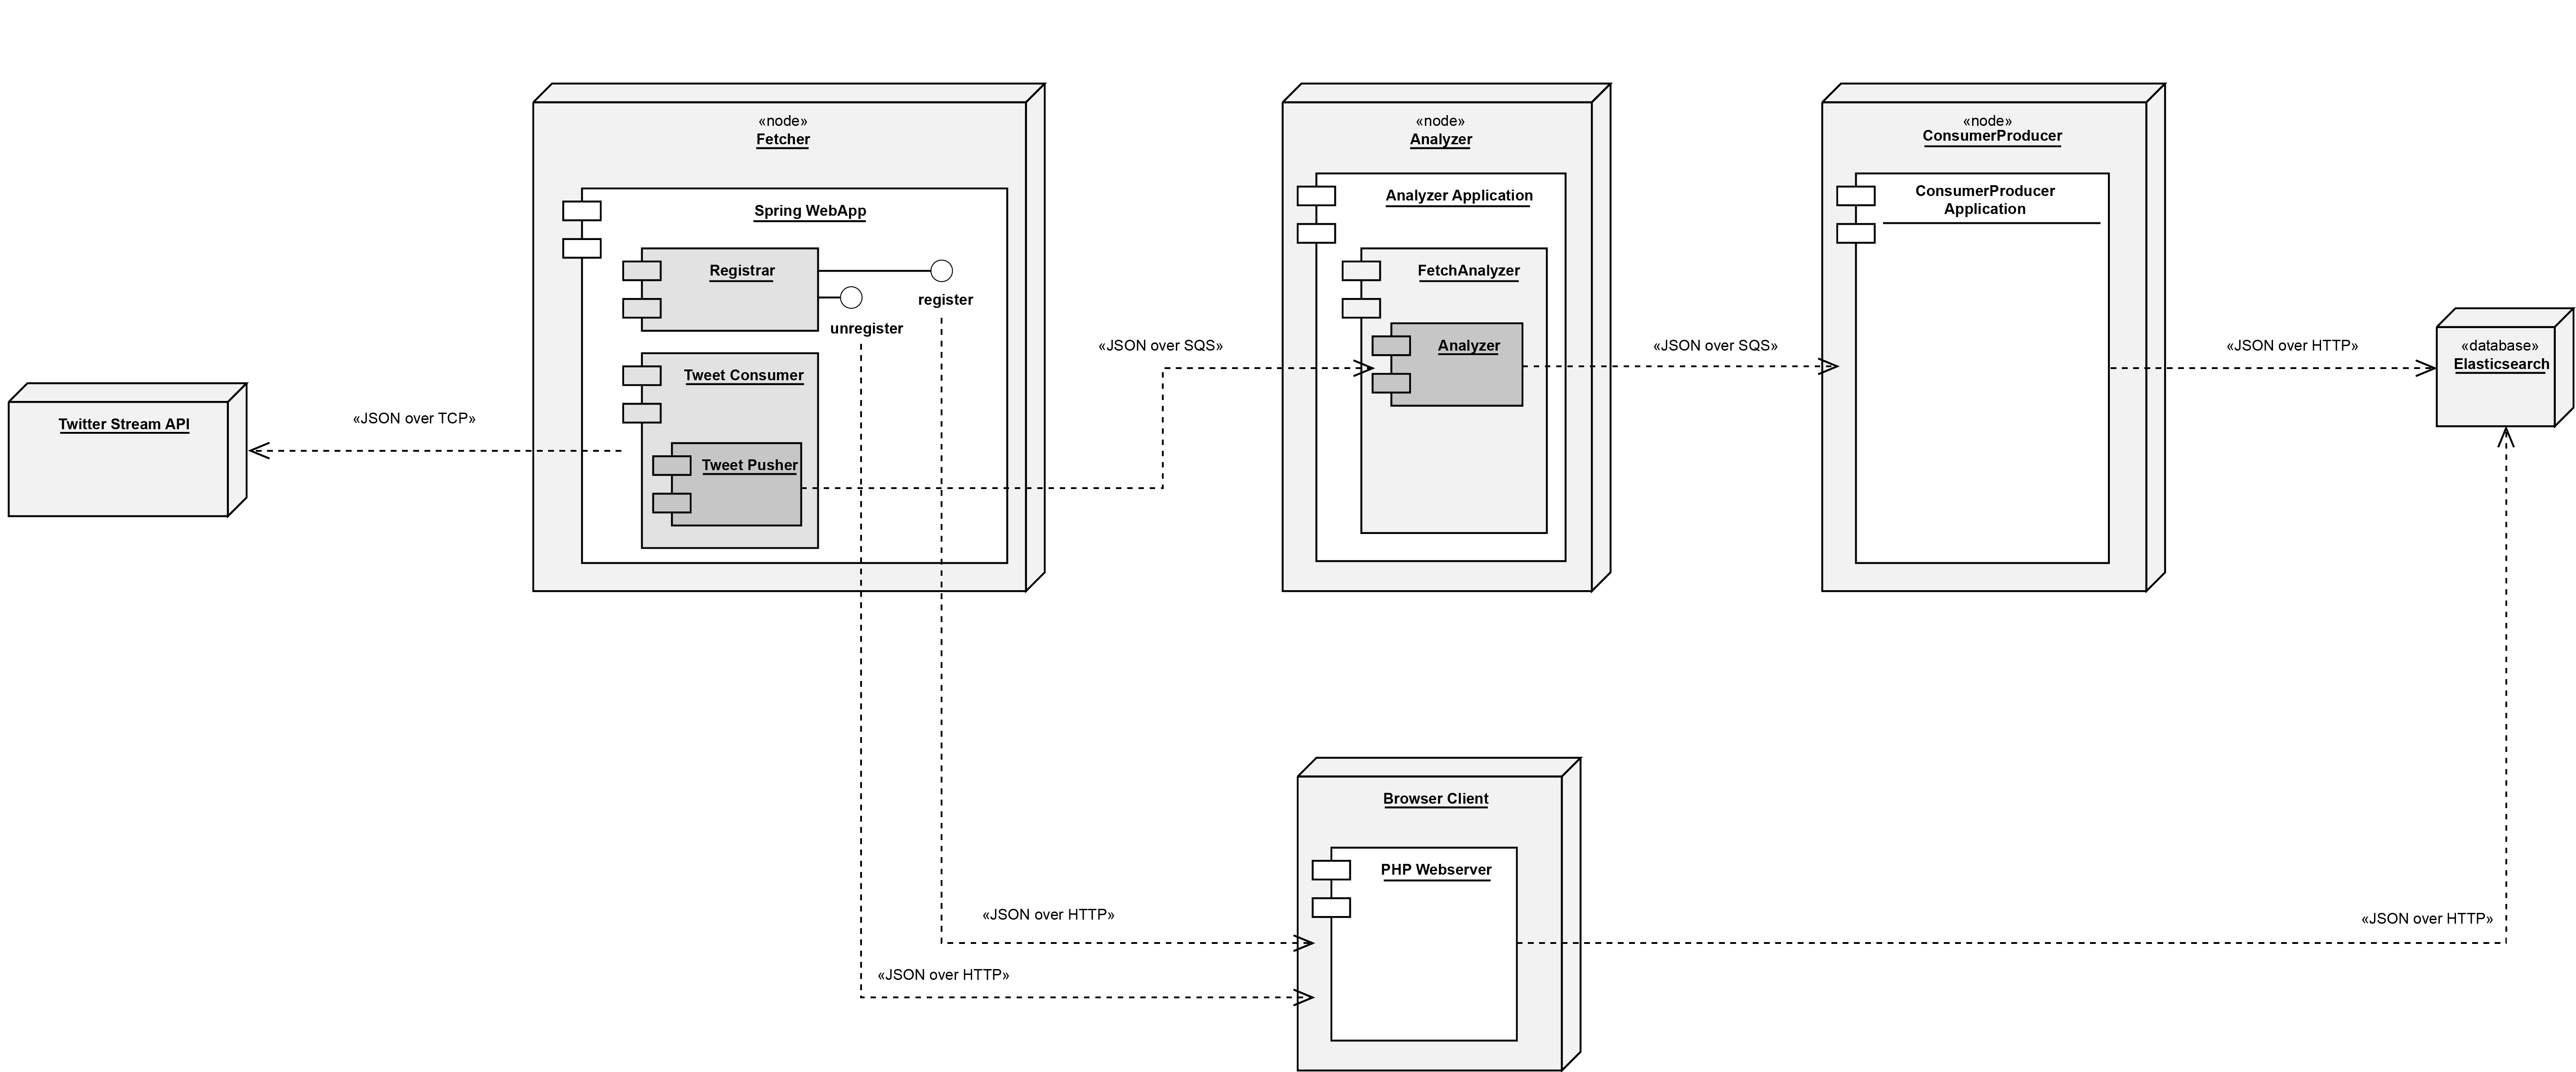 «node»
Fetcher
Spring WebApp
Registrar
register
unregister
Tweet Consumer
Tweet Pusher
Twitter Stream API
«JSON over TCP»
«JSON over SQS»
«node»
Analyzer
Analyzer Application
FetchAnalyzer
Analyzer
«JSON over SQS»
«node»
ConsumerProducer
ConsumerProducer
Application
«JSON over HTTP»
«database»
Elasticsearch
Browser Client
PHP Webserver
«JSON over HTTP»
«JSON over HTTP»
«JSON over HTTP»